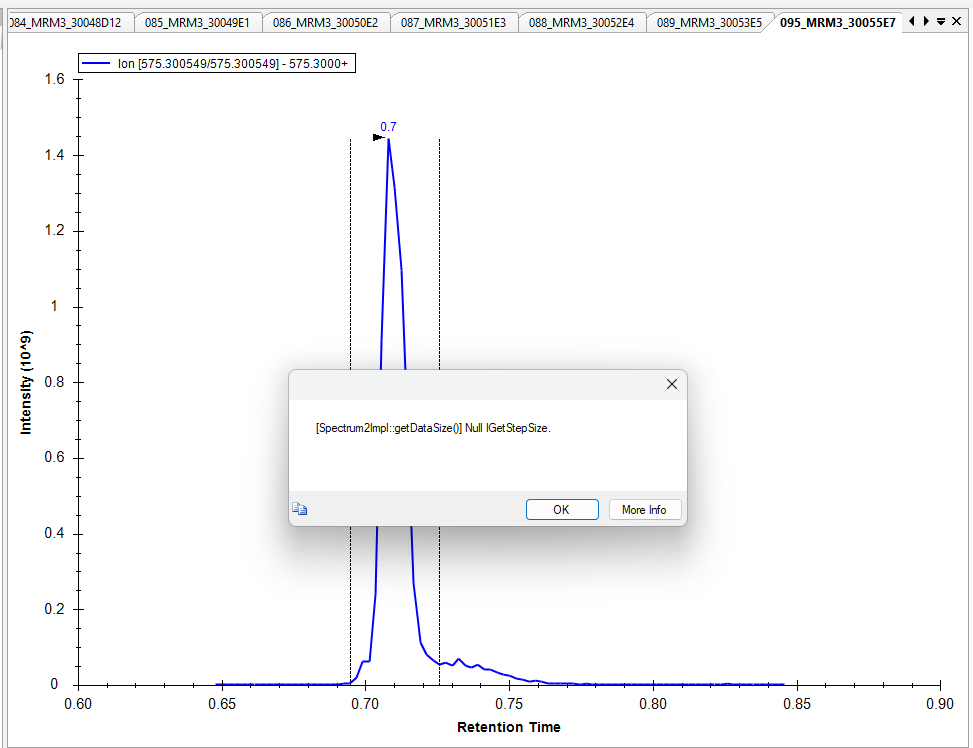 084_MRM3_30048D12 085_MRM3_30049E1 086_MRM3_30050E2 087_MRM3_30051E3 088_MRM3_30052E4 089_MRM3_30053E5 095_MRM3_30055E7
Ion [575.300549/575.300549] - 575.3000+
1.6
0.7
1.4
1.2
1
Intensity (10^9)
0.8
[Spectrum2Impl::getDataSize()] Null IGetStepSize.
0.6
OK More Info
0.4
0.2
0
0.60 0.65 0.70 0.75 0.80 0.85 0.90
Retention Time